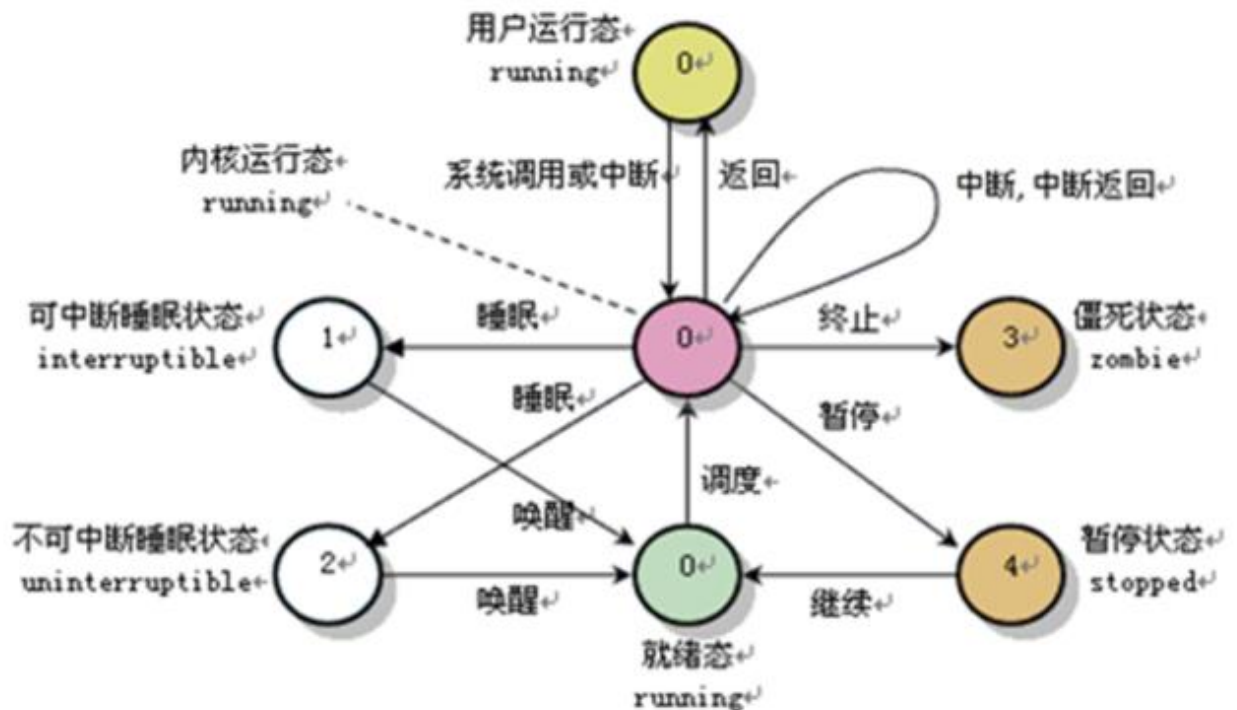 用户运行态
running
0
内核运行态
running
系统调用或中断
返回
中断, 中断返回
可中断睡眠状态
interruptible
1
睡眠
0
终止
3
僵死状态
zombie
睡眠
暂停
调度
唤醒
不可中断睡眠状态
uninterruptible
2
唤醒
0
继续
4
暂停状态
stopped
就绪态
running